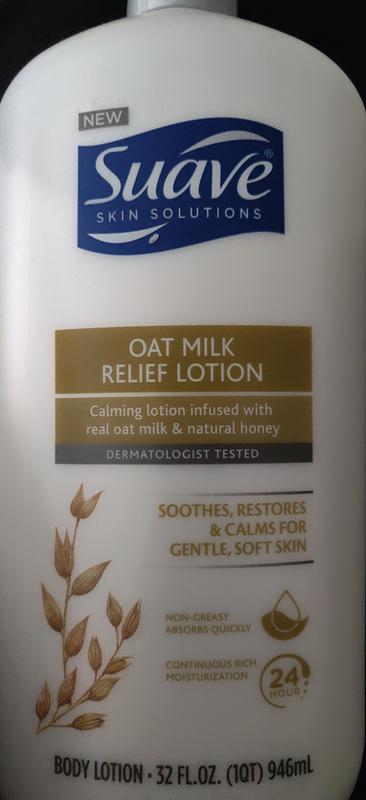 NEW
Suave®
SKIN SOLUTIONS
OAT MILK
RELIEF LOTION
Calming lotion infused with
real oat milk & natural honey
DERMATOLOGIST TESTED
SOOTHES, RESTORES
& CALMS FOR
GENTLE, SOFT SKIN
NON-GREASY
ABSORBS QUICKLY
CONTINUOUS RICH
MOISTURIZATION
24
HOUR
BODY LOTION • 32 FL.OZ. (1QT) 946mL